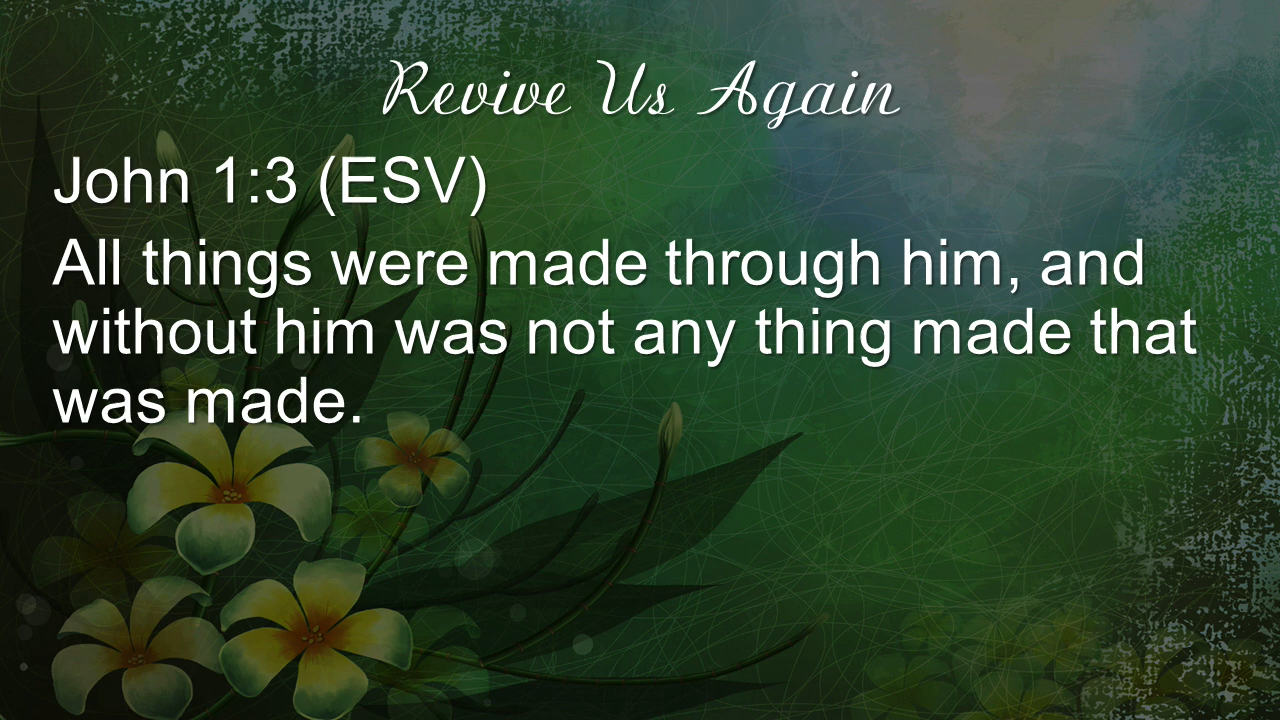 Revive Us Again
John 1:3 (ESV)
All things were made through him, and
without him was not any thing made that
was made.